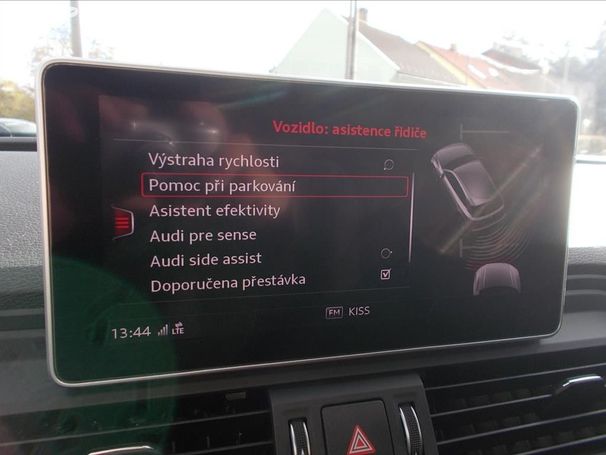 Vozidlo: asistence řidiče
Výstraha rychlosti
Pomoc při parkování
Asistent efektivity
Audi pre sense
Audi side assist
Doporučena přestávka
FM KISS
13:44 LTE